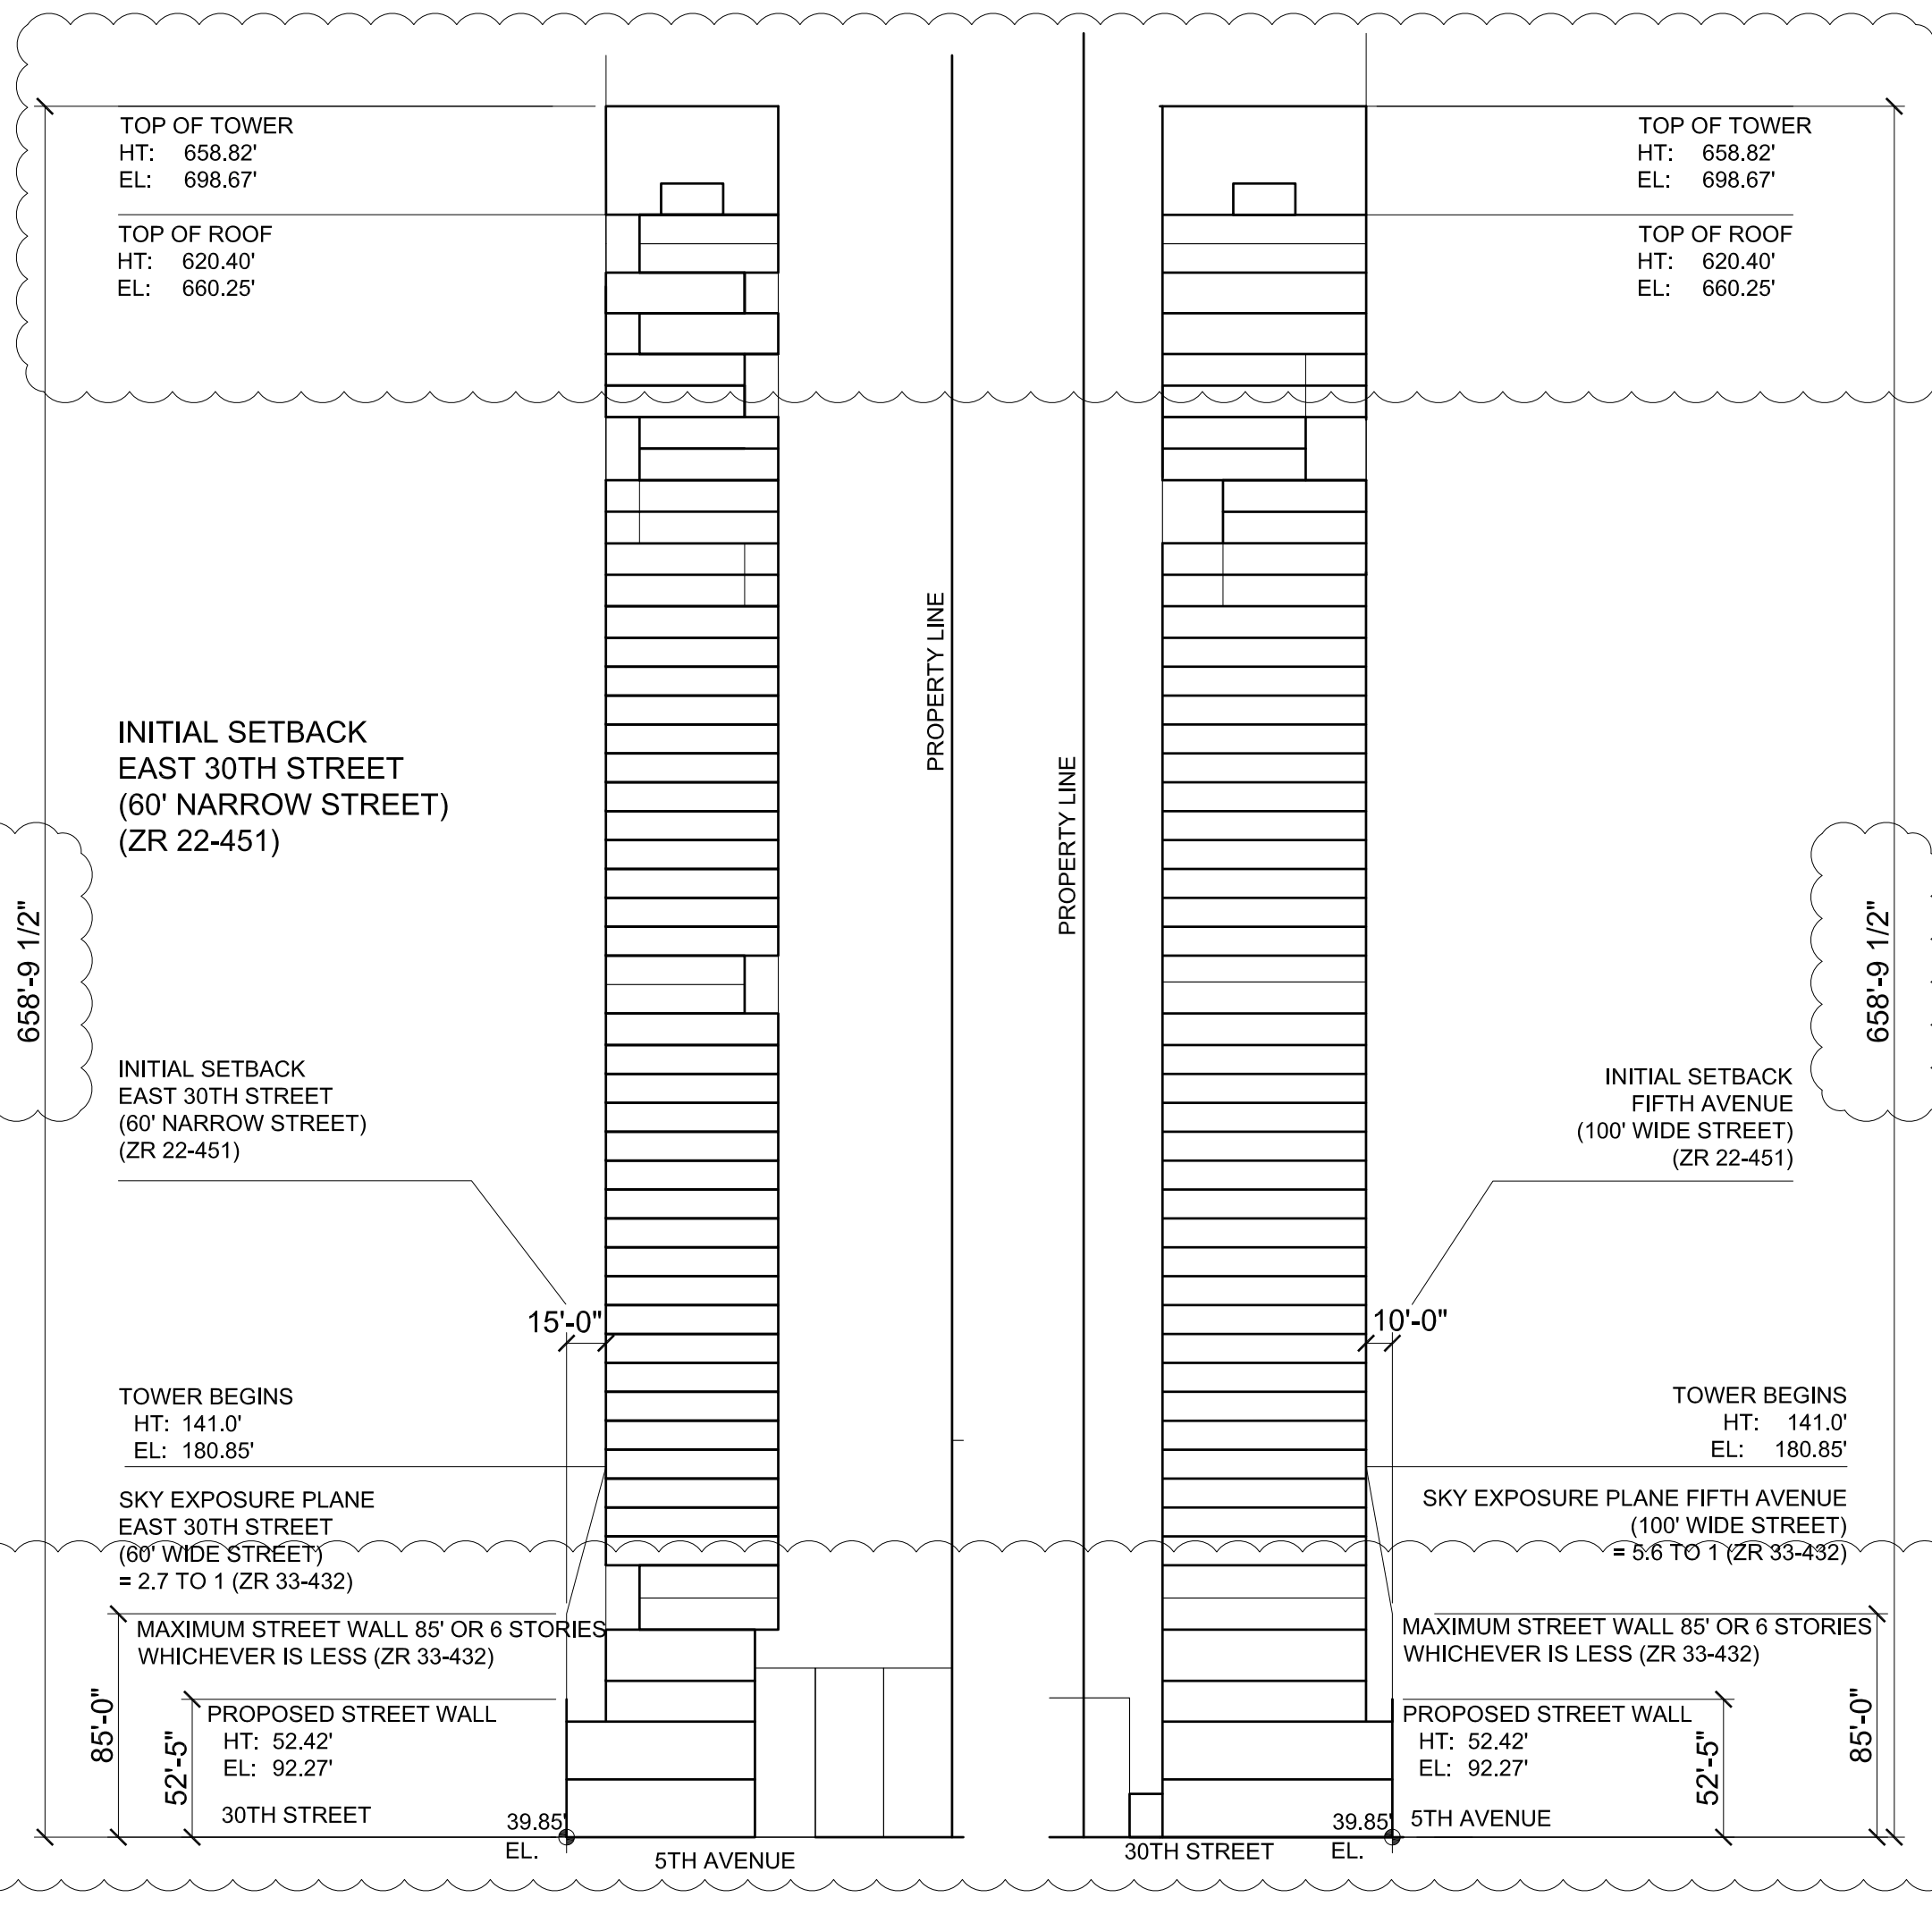 TOP OF TOWER
HT: 658.82'
EL: 698.67'
TOP OF ROOF
HT: 620.40'
EL: 660.25'
INITIAL SETBACK
EAST 30TH STREET
(60' NARROW STREET)
(ZR 22-451)
658'-9 1/2"
INITIAL SETBACK
EAST 30TH STREET
(60' NARROW STREET)
(ZR 22-451)
15'-0"
TOWER BEGINS
HT: 141.0'
EL: 180.85'
SKY EXPOSURE PLANE
EAST 30TH STREET
(60' WIDE STREET)
= 2.7 TO 1 (ZR 33-432)
MAXIMUM STREET WALL 85' OR 6 STORIES
WHICHEVER IS LESS (ZR 33-432)
85'-0"
52'-5"
PROPOSED STREET WALL
HT: 52.42'
EL: 92.27'
30TH STREET
39.85'
EL.
5TH AVENUE
PROPERTY LINE
PROPERTY LINE
TOP OF TOWER
HT: 658.82'
EL: 698.67'
TOP OF ROOF
HT: 620.40'
EL: 660.25'
658'-9 1/2"
INITIAL SETBACK
FIFTH AVENUE
(100' WIDE STREET)
(ZR 22-451)
10'-0"
TOWER BEGINS
HT: 141.0'
EL: 180.85'
SKY EXPOSURE PLANE FIFTH AVENUE
(100' WIDE STREET)
= 5.6 TO 1 (ZR 33-432)
MAXIMUM STREET WALL 85' OR 6 STORIES
WHICHEVER IS LESS (ZR 33-432)
PROPOSED STREET WALL
HT: 52.42'
EL: 92.27'
52'-5"
85'-0"
39.85'
EL.
5TH AVENUE
30TH STREET